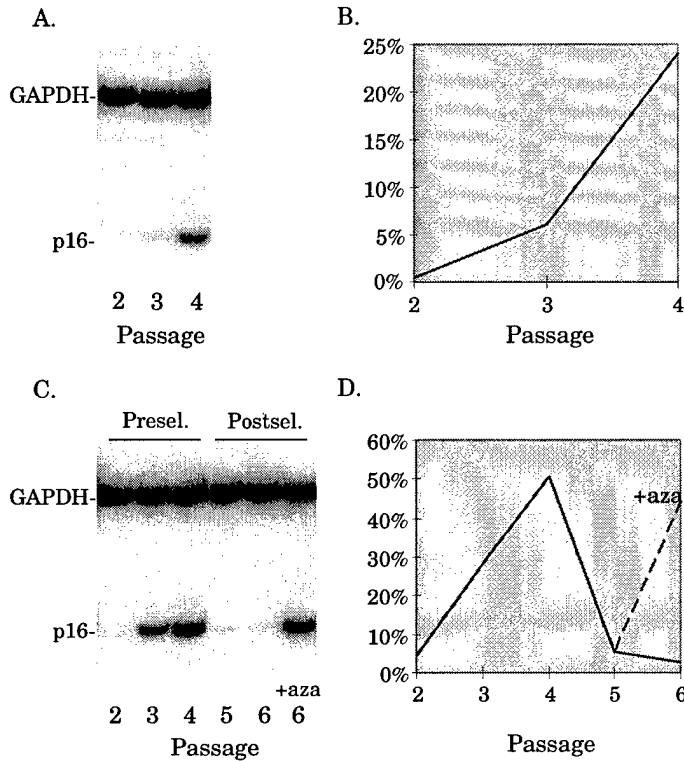 A.
GAPDH-
p16-
2 3 4
Passage
B.
25%
20%
15%
10%
5%
0%
2 3 4
Passage
C.
Presel. Postsel.
GAPDH-
p16-
+aza
2 3 4 5 6 6
Passage
D.
60%
50%
40%
30%
20%
10%
0%
+aza
2 3 4 5 6
Passage